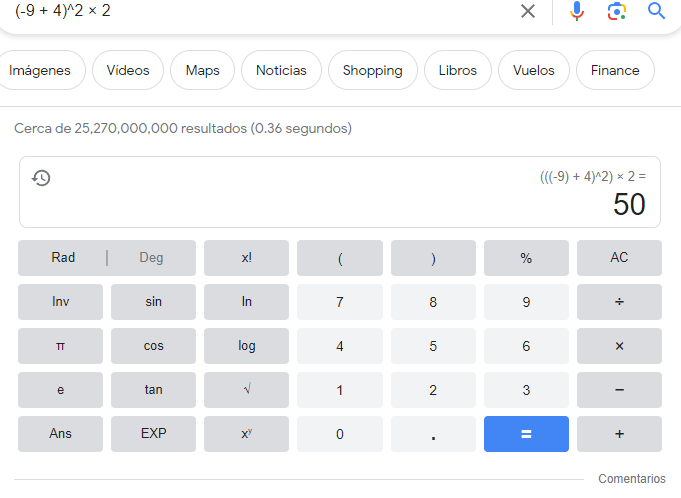 (-9 + 4)^2 × 2
Imágenes Vídeos Maps Noticias Shopping Libros Vuelos Finance
Cerca de 25,270,000,000 resultados (0.36 segundos)
(((-9) + 4)^2) × 2 =
50
Rad | Deg x! ( ) % AC
Inv sin ln 7 8 9 ÷
π cos log 4 5 6 ×
e tan √ 1 2 3 −
Ans EXP xʸ 0 . = +
Comentarios